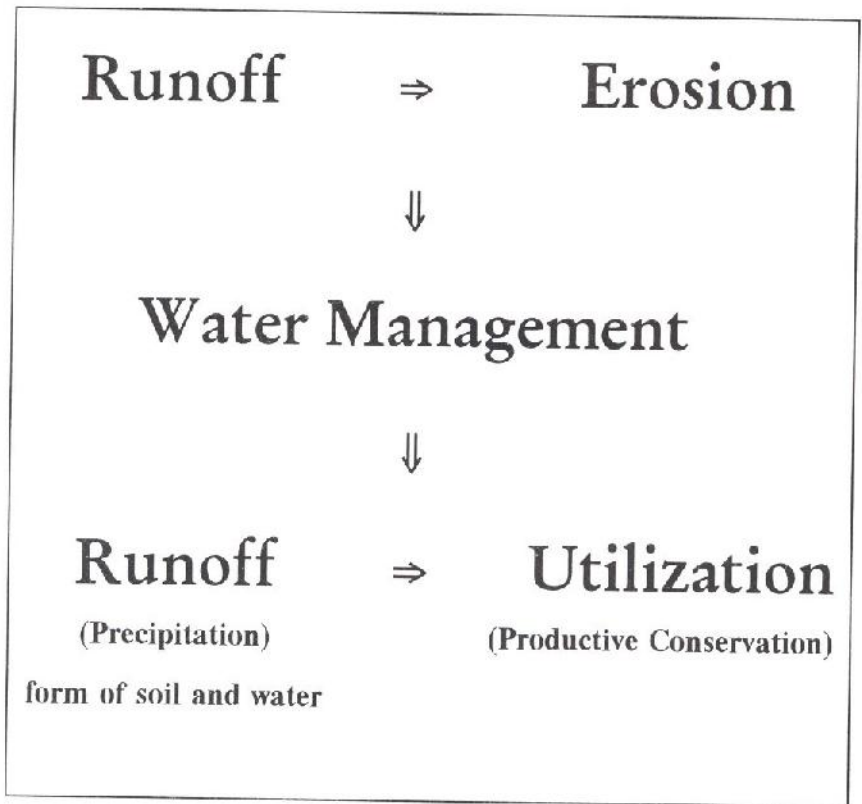 Runoff ⇒ Erosion
⇓
Water Management
⇓
Runoff ⇒ Utilization
(Precipitation) (Productive Conservation)
form of soil and water